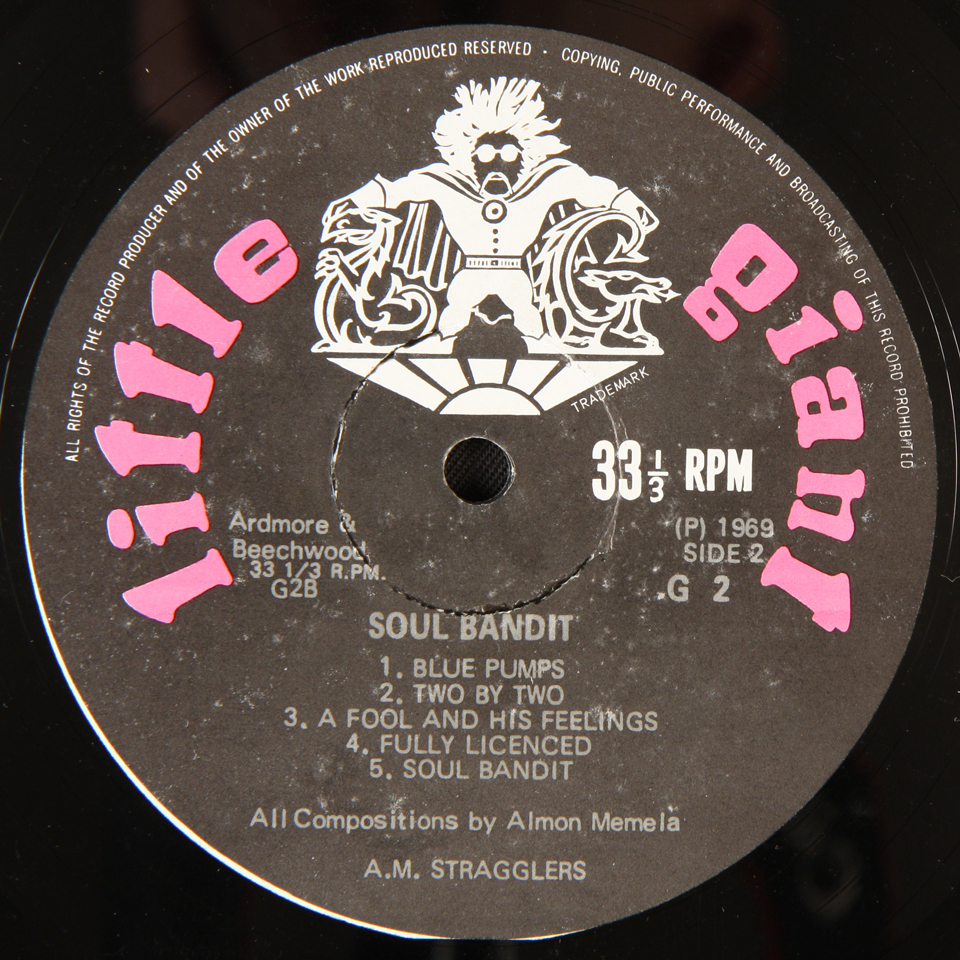 ALL RIGHTS OF THE RECORD PRODUCER AND OF THE OWNER OF THE WORK REPRODUCED RESERVED · COPYING, PUBLIC PERFORMANCE AND BROADCASTING OF THIS RECORD PROHIBITED
little giant
TRADEMARK
33 1/3 RPM
Ardmore &
Beechwood
33 1/3 R.P.M.
G2B
(P) 1969
SIDE 2
G 2
SOUL BANDIT
1. BLUE PUMPS
2. TWO BY TWO
3. A FOOL AND HIS FEELINGS
4. FULLY LICENCED
5. SOUL BANDIT
All Compositions by Almon Memela
A.M. STRAGGLERS